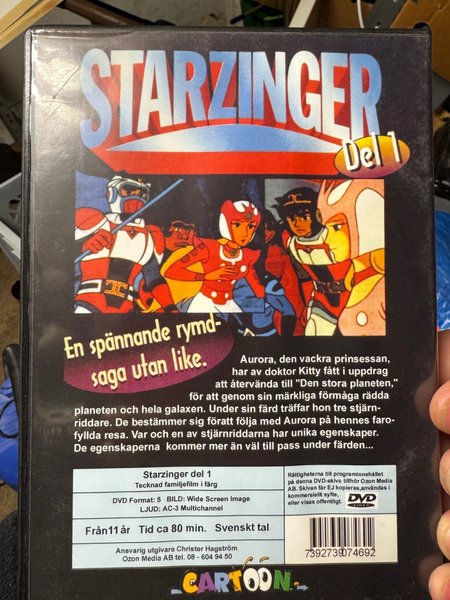 STARZINGER
Del 1
En spännande rymd-
saga utan like.
Aurora, den vackra prinsessan,
har av doktor Kitty fått i uppdrag
att återvända till "Den stora planeten,"
för att genom sin märkliga förmåga rädda
planeten och hela galaxen. Under sin färd träffar hon tre stjärn-
riddare. De bestämmer sig för att följa med Aurora på hennes faro-
fyllda resa. Var och en av stjärnriddarna har unika egenskaper.
De egenskaperna kommer mer än väl till pass under färden...
Starzinger del 1
Tecknad familjefilm i färg
DVD Format: 5 BILD: Wide Screen Image
LJUD: AC-3 Multichannel
Från 11 år Tid ca 80 min. Svenskt tal
Ansvarig utgivare Christer Hagström
Ozon Media AB tel. 08 - 604 94 50
Rättigheterna till programinnehållet
på denna DVD-skiva tillhör Ozon Media
AB. Skivan får EJ kopieras,användas i
kommersiellt syfte,
eller visas offentligt.
DVD
VIDEO
7392739074692
CARTOON